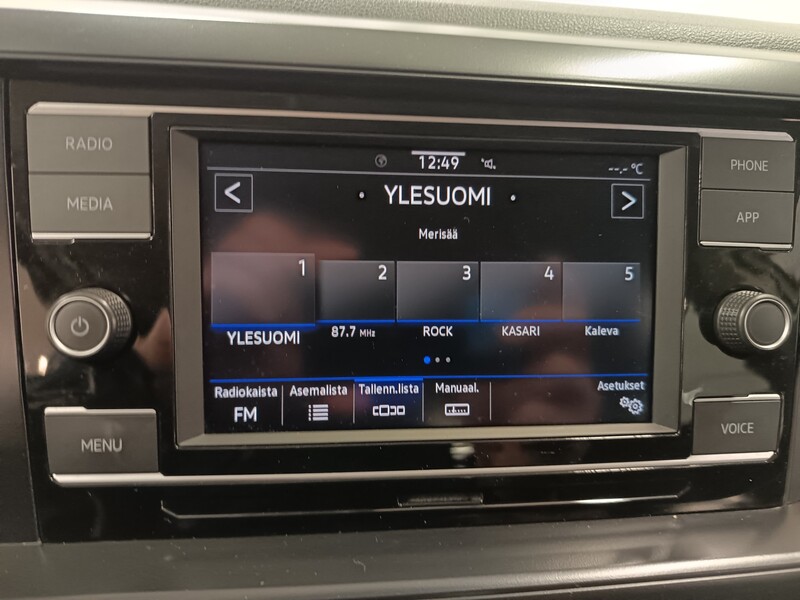 RADIO
MEDIA
MENU
12:49
--.- °C
YLESUOMI
Merisää
1
2
3
4
5
YLESUOMI
87.7 MHz
ROCK
KASARI
Kaleva
Radiokaista
FM
Asemalista
Tallenn.lista
Manuaal.
Asetukset
PHONE
APP
VOICE